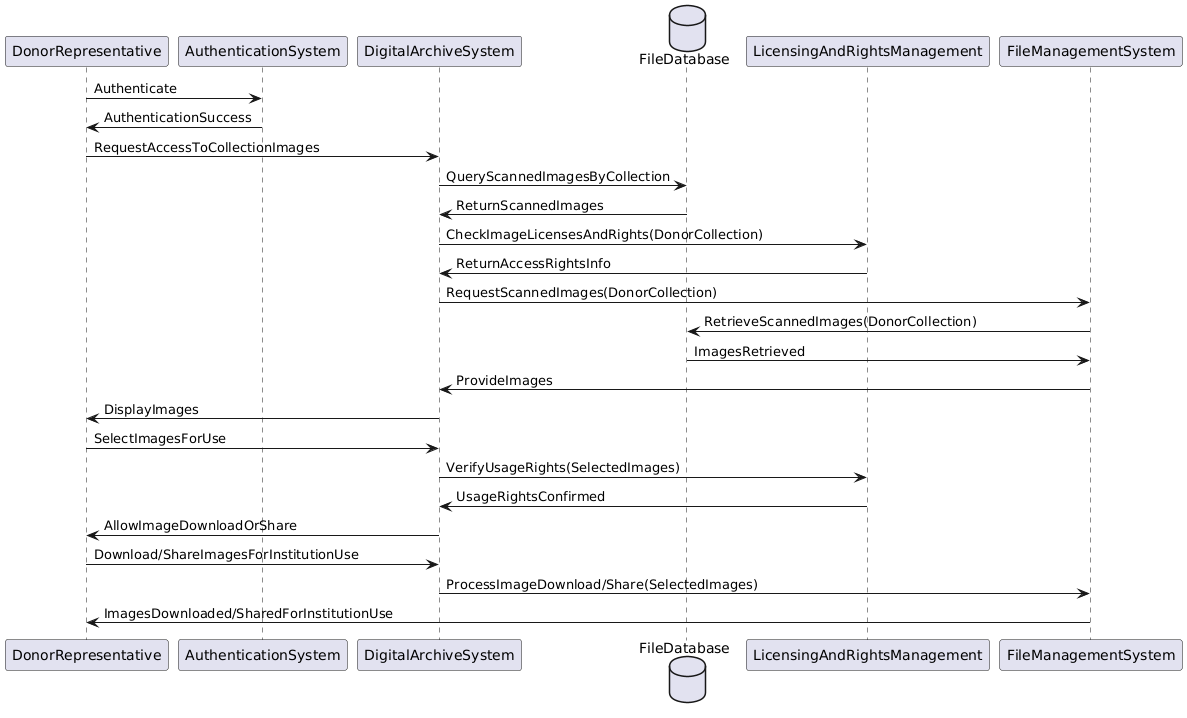 FileDatabase
DonorRepresentative
AuthenticationSystem
DigitalArchiveSystem
LicensingAndRightsManagement
FileManagementSystem
Authenticate
AuthenticationSuccess
RequestAccessToCollectionImages
QueryScannedImagesByCollection
ReturnScannedImages
CheckImageLicensesAndRights(DonorCollection)
ReturnAccessRightsInfo
RequestScannedImages(DonorCollection)
RetrieveScannedImages(DonorCollection)
ImagesRetrieved
ProvideImages
DisplayImages
SelectImagesForUse
VerifyUsageRights(SelectedImages)
UsageRightsConfirmed
AllowImageDownloadOrShare
Download/ShareImagesForInstitutionUse
ProcessImageDownload/Share(SelectedImages)
ImagesDownloaded/SharedForInstitutionUse
DonorRepresentative
AuthenticationSystem
DigitalArchiveSystem
FileDatabase
LicensingAndRightsManagement
FileManagementSystem